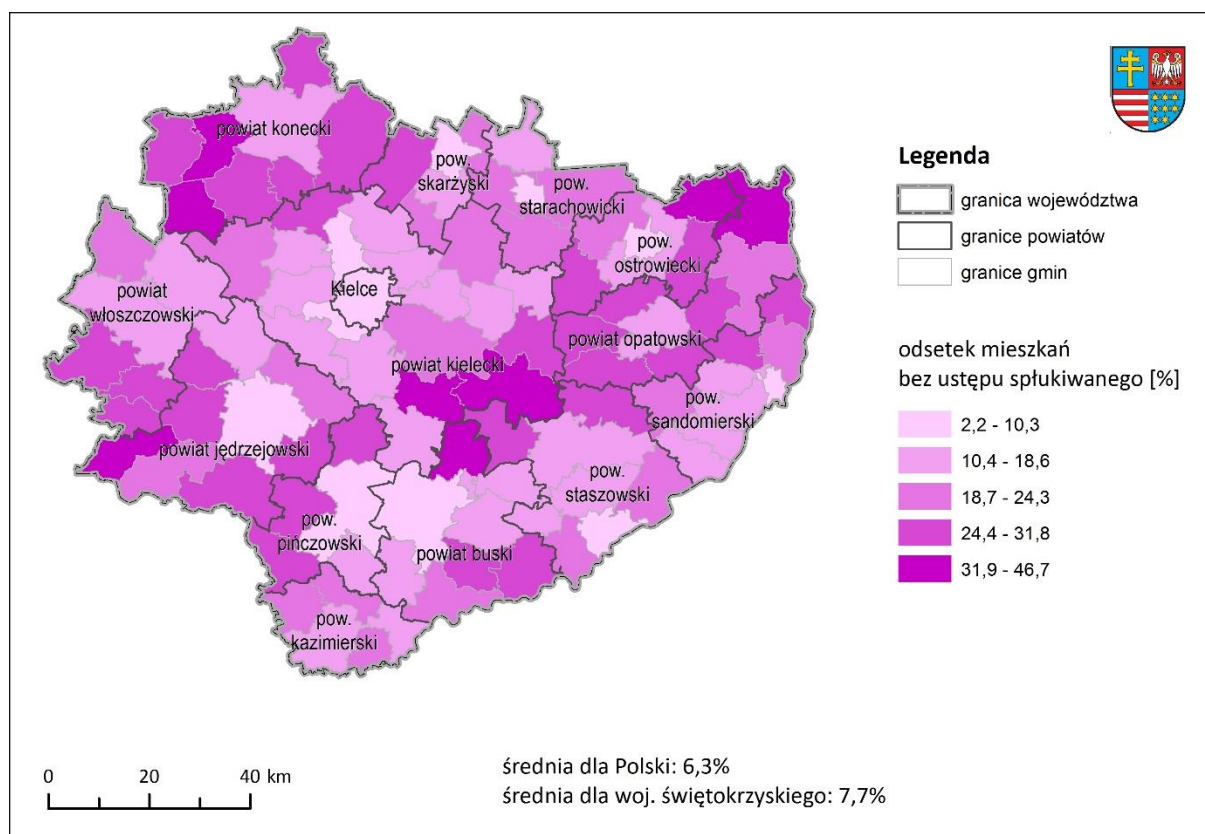 powiat konecki
pow.
skarżyski
pow.
starachowicki
pow.
ostrowiecki
powiat
włoszczowski
Kielce
powiat opatowski
powiat kielecki
pow.
sandomierski
powiat jędrzejowski
pow.
staszowski
pow.
pińczowski
powiat buski
pow.
kazimierski
Legenda
granica województwa
granice powiatów
granice gmin
odsetek mieszkań
bez ustępu spłukiwanego [%]
2,2 - 10,3
10,4 - 18,6
18,7 - 24,3
24,4 - 31,8
31,9 - 46,7
0 20 40 km
średnia dla Polski: 6,3%
średnia dla woj. świętokrzyskiego: 7,7%